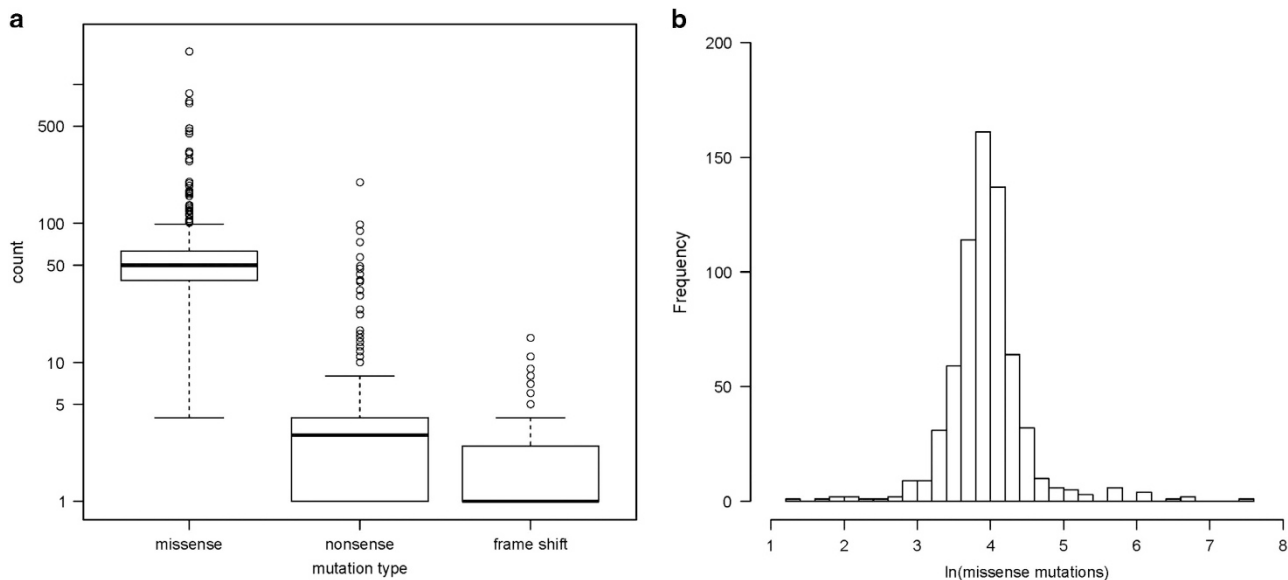 a
count
500
100
50
10
5
1
missense
nonsense
frame shift
mutation type
b
Frequency
200
150
100
50
0
1
2
3
4
5
6
7
8
ln(missense mutations)